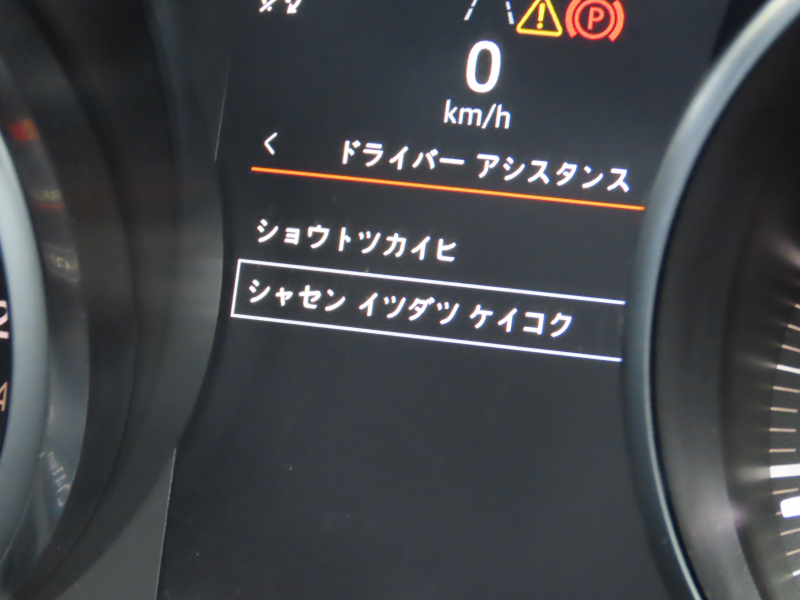 P
0
km/h
< ドライバー アシスタンス
ショウトツカイヒ
シャセン イツダツ ケイコク
2